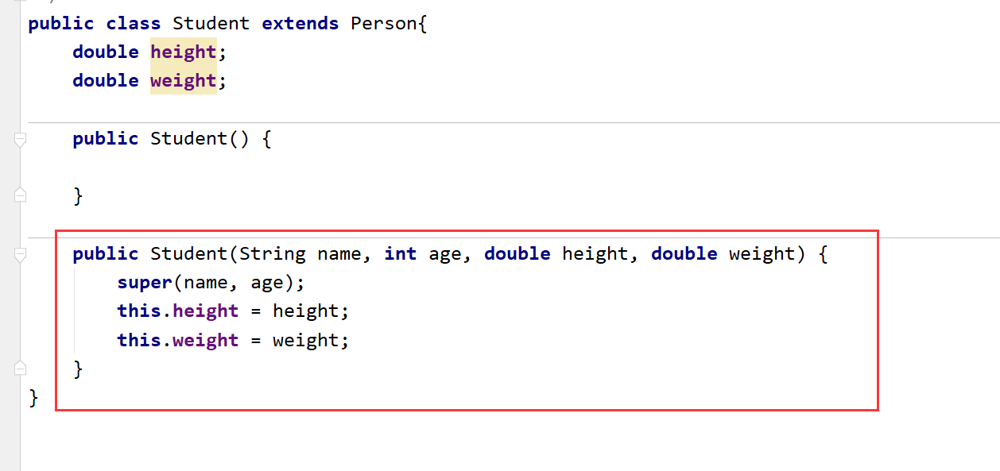 public class Student extends Person{
    double height;
    double weight;

    public Student() {

    }

    public Student(String name, int age, double height, double weight) {
        super(name, age);
        this.height = height;
        this.weight = weight;
    }
}